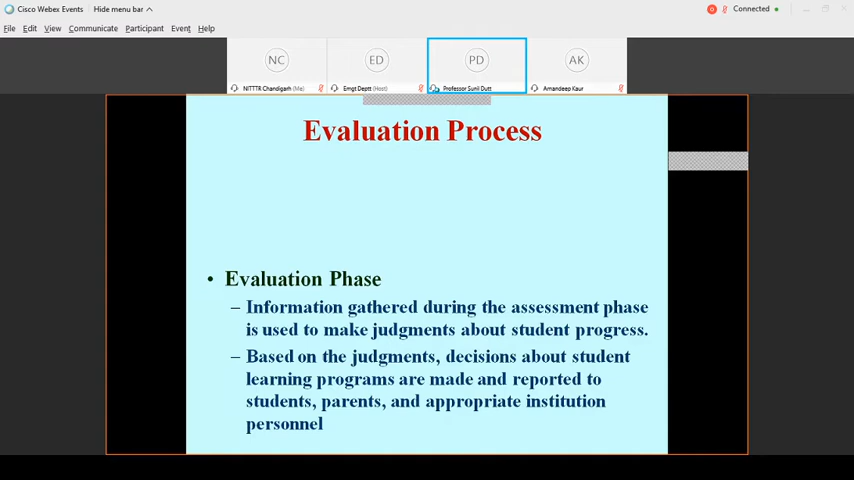 Cisco Webex Events Hide menu bar Connected
File Edit View Communicate Participant Event Help
NC ED PD AK
NITTTR Chandigarh (Me) Emgt Deptt (Host) Professor Sunil Dutt Amandeep Kaur
Evaluation Process
• Evaluation Phase
– Information gathered during the assessment phase
is used to make judgments about student progress.
– Based on the judgments, decisions about student
learning programs are made and reported to
students, parents, and appropriate institution
personnel